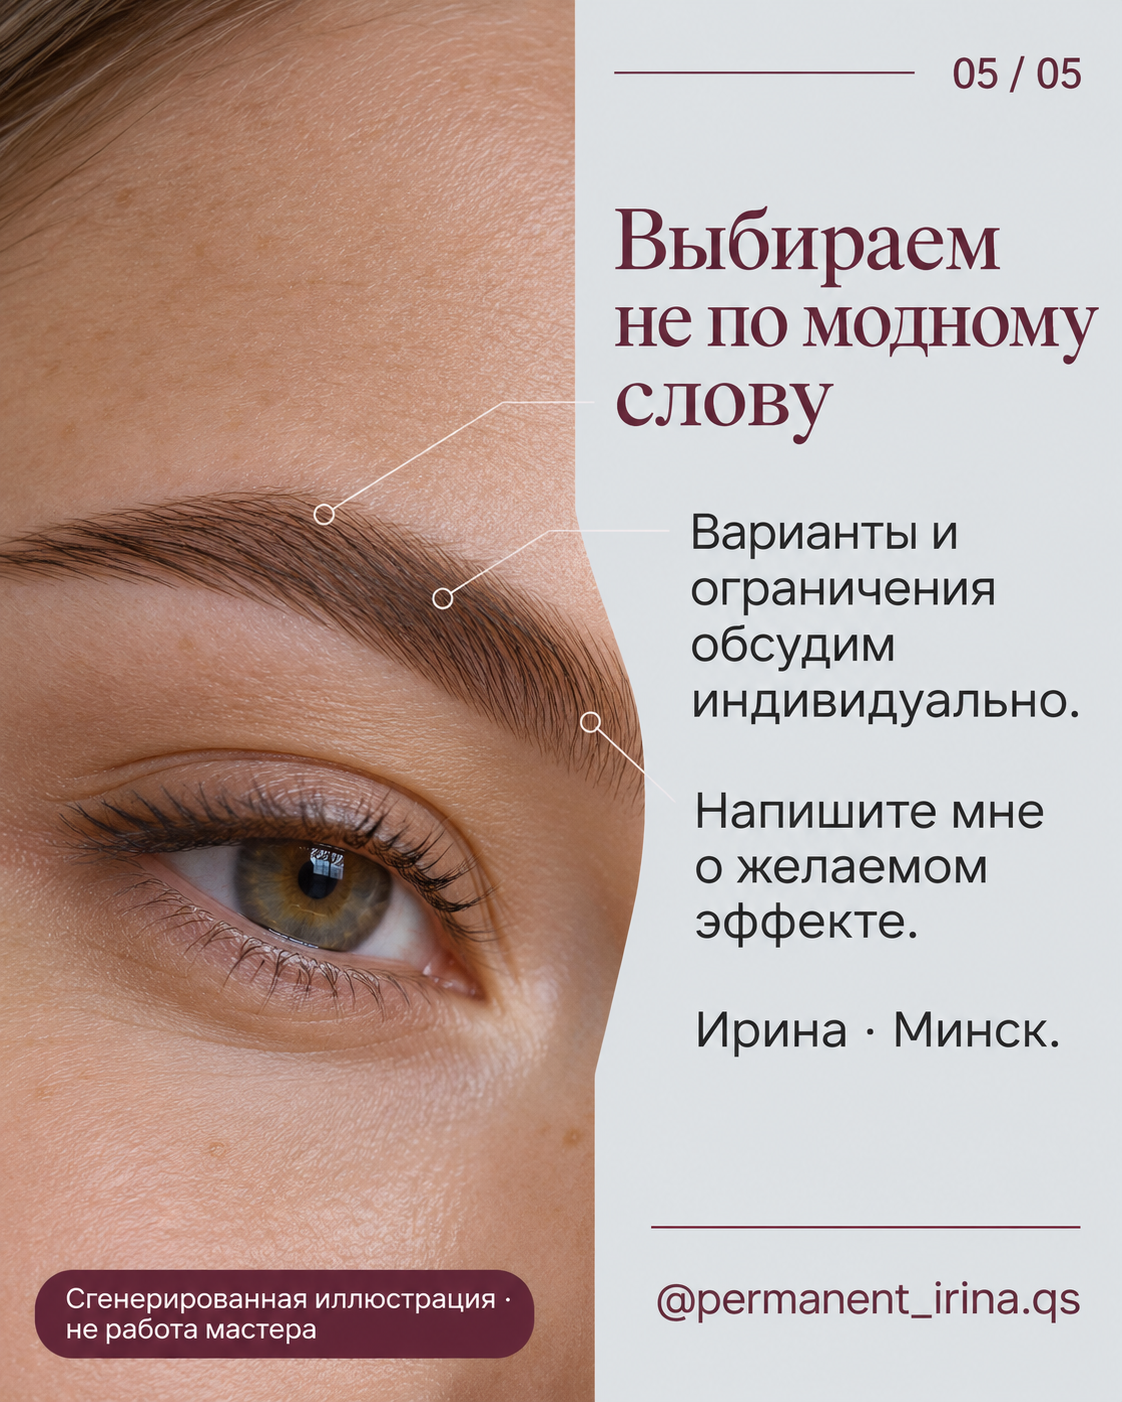 05 / 05
Выбираем
не по модному
слову
Варианты и
ограничения
обсудим
индивидуально.
Напишите мне
о желаемом
эффекте.
Ирина · Минск.
@permanent_irina.qs
Сгенерированная иллюстрация ·
не работа мастера